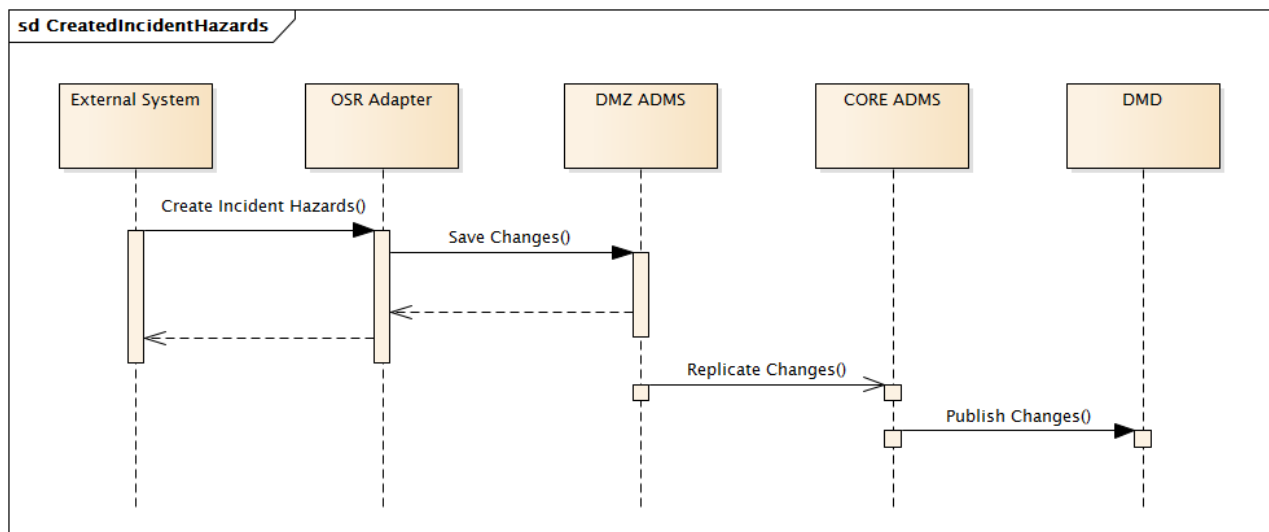 sd CreatedIncidentHazards
External System
OSR Adapter
DMZ ADMS
CORE ADMS
DMD
Create Incident Hazards()
Save Changes()
Replicate Changes()
Publish Changes()